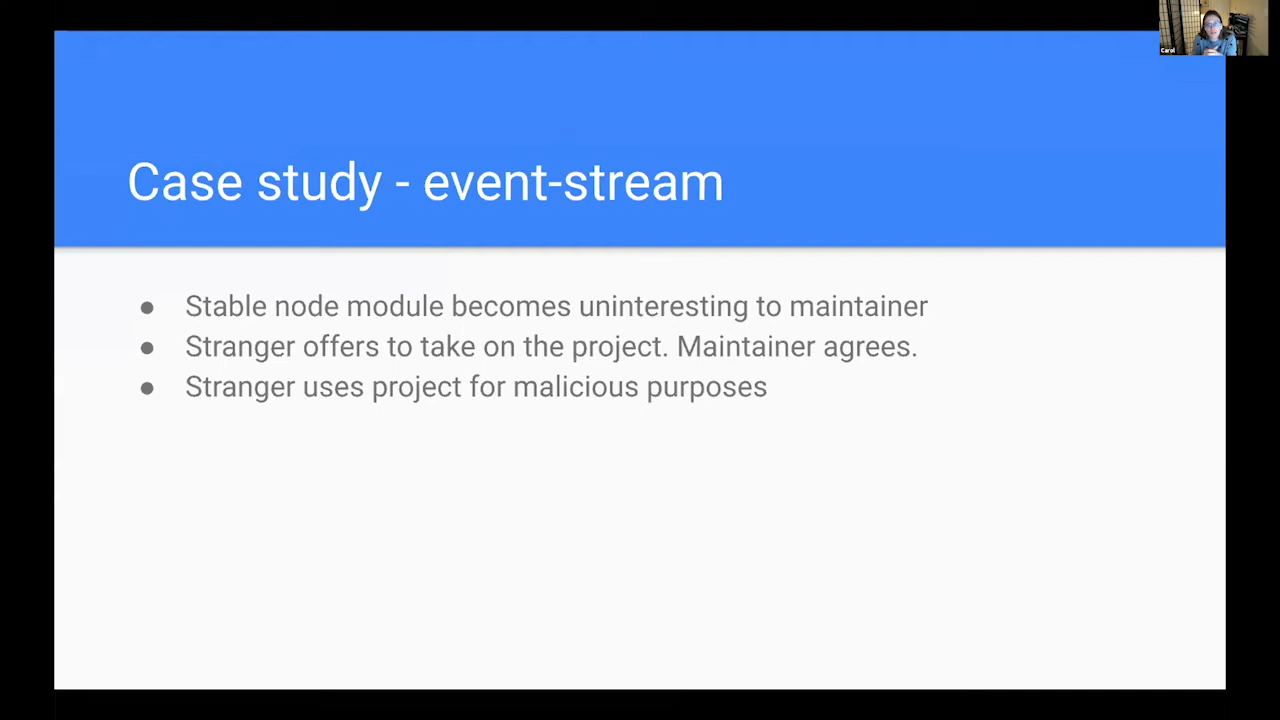 Carol
Case study - event-stream
● Stable node module becomes uninteresting to maintainer
● Stranger offers to take on the project. Maintainer agrees.
● Stranger uses project for malicious purposes